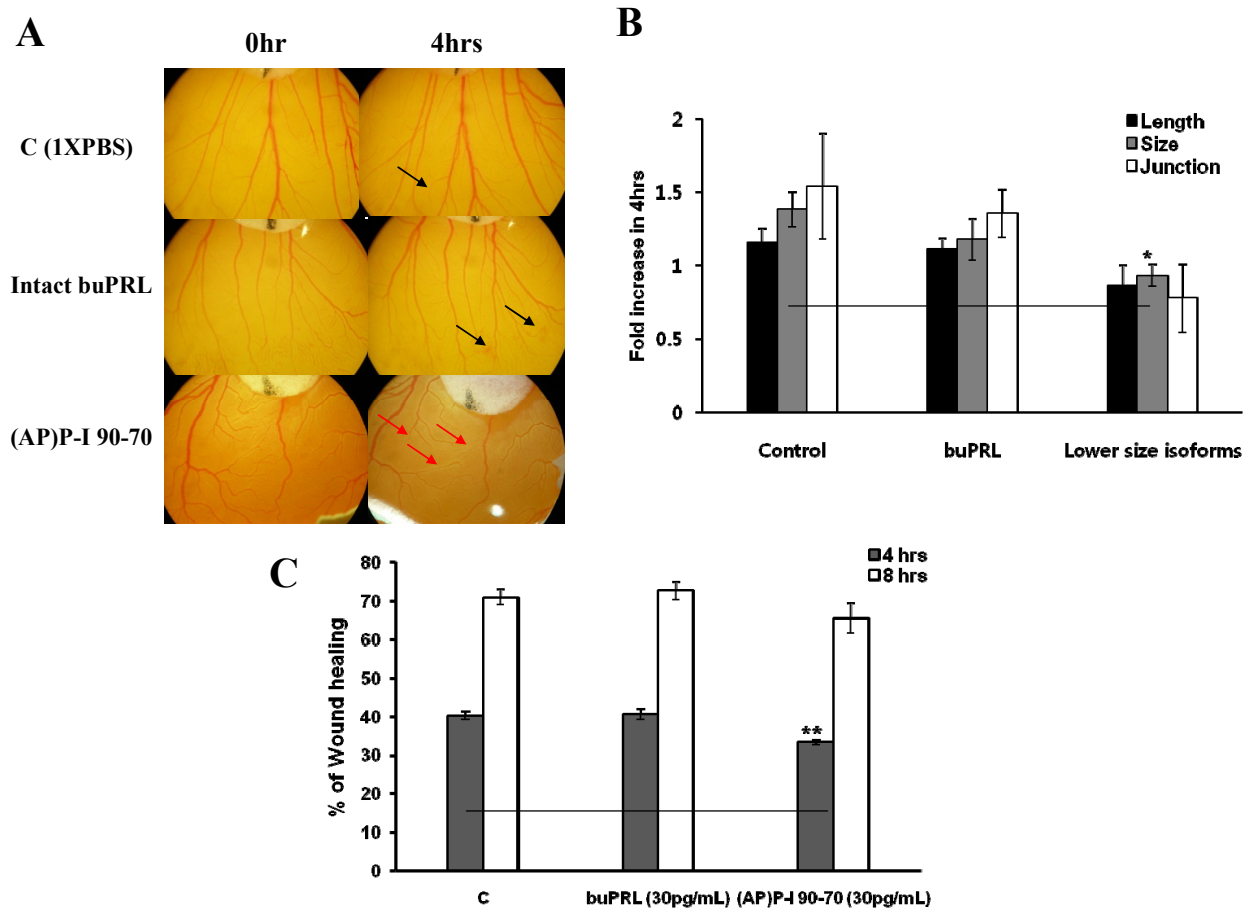 A
0hr 4hrs
C (1XPBS)
Intact buPRL
(AP)P-I 90-70
B
Length
Size
Junction
Fold increase in 4hrs
2
1.5
1
0.5
0
*
Control buPRL Lower size isoforms
C
4 hrs
8 hrs
% of Wound healing
80
70
60
50
40
30
20
10
0
**
C buPRL (30pg/mL) (AP)P-I 90-70 (30pg/mL)